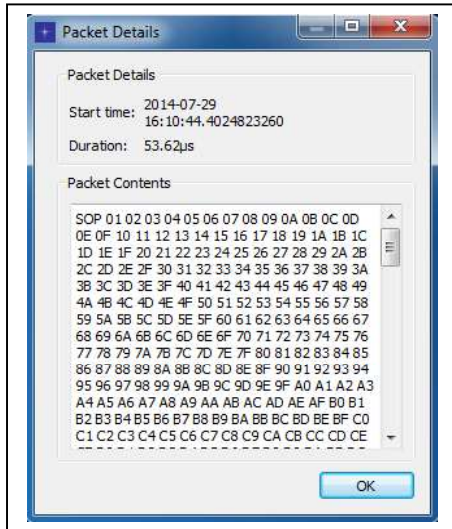 Packet Details
Packet Details
Start time: 2014-07-29
16:10:44.4024823260
Duration: 53.62µs
Packet Contents
SOP 01 02 03 04 05 06 07 08 09 0A 0B 0C 0D
0E 0F 10 11 12 13 14 15 16 17 18 19 1A 1B 1C
1D 1E 1F 20 21 22 23 24 25 26 27 28 29 2A 2B
2C 2D 2E 2F 30 31 32 33 34 35 36 37 38 39 3A
3B 3C 3D 3E 3F 40 41 42 43 44 45 46 47 48 49
4A 4B 4C 4D 4E 4F 50 51 52 53 54 55 56 57 58
59 5A 5B 5C 5D 5E 5F 60 61 62 63 64 65 66 67
68 69 6A 6B 6C 6D 6E 6F 70 71 72 73 74 75 76
77 78 79 7A 7B 7C 7D 7E 7F 80 81 82 83 84 85
86 87 88 89 8A 8B 8C 8D 8E 8F 90 91 92 93 94
95 96 97 98 99 9A 9B 9C 9D 9E 9F A0 A1 A2 A3
A4 A5 A6 A7 A8 A9 AA AB AC AD AE AF B0 B1
B2 B3 B4 B5 B6 B7 B8 B9 BA BB BC BD BE BF C0
C1 C2 C3 C4 C5 C6 C7 C8 C9 CA CB CC CD CE
OK